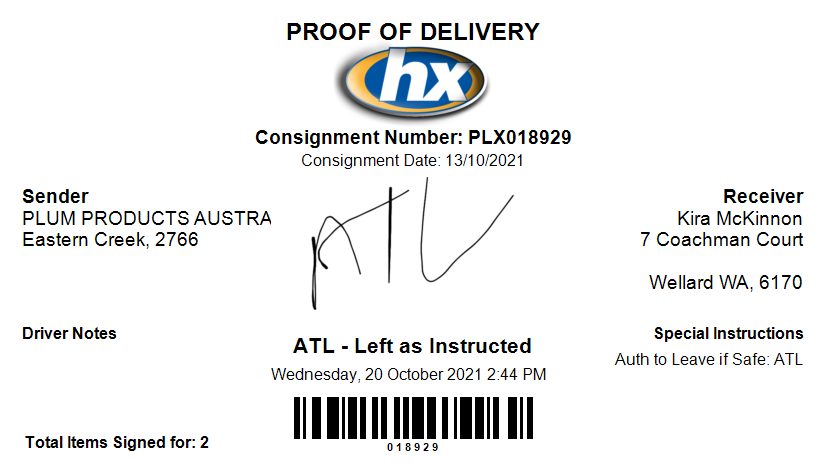 PROOF OF DELIVERY
hx
Consignment Number: PLX018929
Consignment Date: 13/10/2021
Sender
PLUM PRODUCTS AUSTRA
Eastern Creek, 2766
ATL
Receiver
Kira McKinnon
7 Coachman Court
Wellard WA, 6170
Driver Notes
ATL - Left as Instructed
Wednesday, 20 October 2021 2:44 PM
Special Instructions
Auth to Leave if Safe: ATL
018929
Total Items Signed for: 2